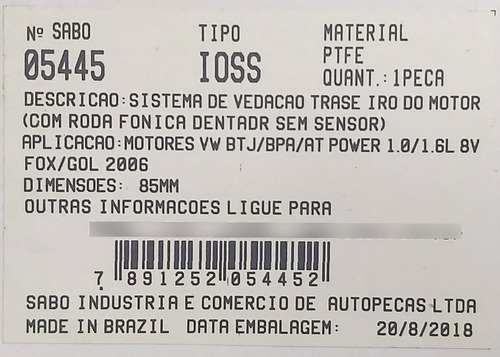 Nº SABO TIPO MATERIAL
05445 IOSS PTFE
QUANT.: 1PECA
DESCRICAO: SISTEMA DE VEDACAO TRASE IRO DO MOTOR
(COM RODA FONICA DENTADR SEM SENSOR)
APLICACAO: MOTORES VW BTJ/BPA/AT POWER 1.0/1.6L 8V
FOX/GOL 2006
DIMENSOES: 85MM
OUTRAS INFORMACOES LIGUE PARA
7 891252 054452
SABO INDUSTRIA E COMERCIO DE AUTOPECAS LTDA
MADE IN BRAZIL DATA EMBALAGEM: 20/8/2018